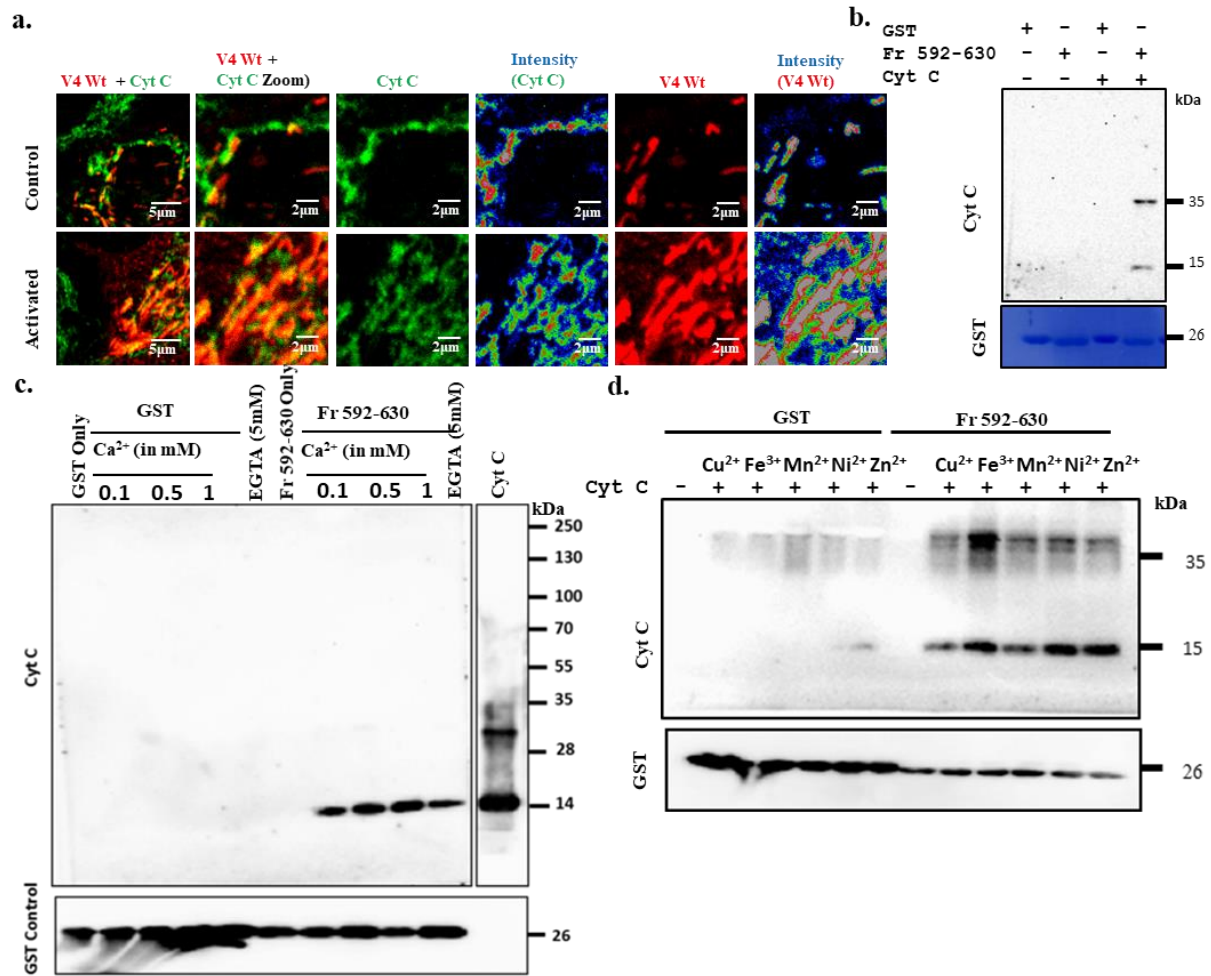 a.
V4 Wt + Cyt C
V4 Wt +
Cyt C Zoom)
Cyt C
Intensity
(Cyt C)
V4 Wt
Intensity
(V4 Wt)
Control
5μm
2μm
2μm
2μm
2μm
2μm
Activated
5μm
2μm
2μm
2μm
2μm
2μm
b.
GST + - + -
Fr 592-630 - + - +
Cyt C - - + +
kDa
Cyt C
35
15
GST
26
c.
GST Only
GST
Ca²⁺ (in mM)
0.1 0.5 1
EGTA (5mM)
Fr 592-630 Only
Fr 592-630
Ca²⁺ (in mM)
0.1 0.5 1
EGTA (5mM)
Cyt C
kDa
250
130
100
70
55
35
28
14
Cyt C
GST Control
26
d.
GST Fr 592-630
Cu²⁺ Fe³⁺ Mn²⁺ Ni²⁺ Zn²⁺ Cu²⁺ Fe³⁺ Mn²⁺ Ni²⁺ Zn²⁺
Cyt C - + + + + + - + + + + +
kDa
Cyt C
35
15
GST
26